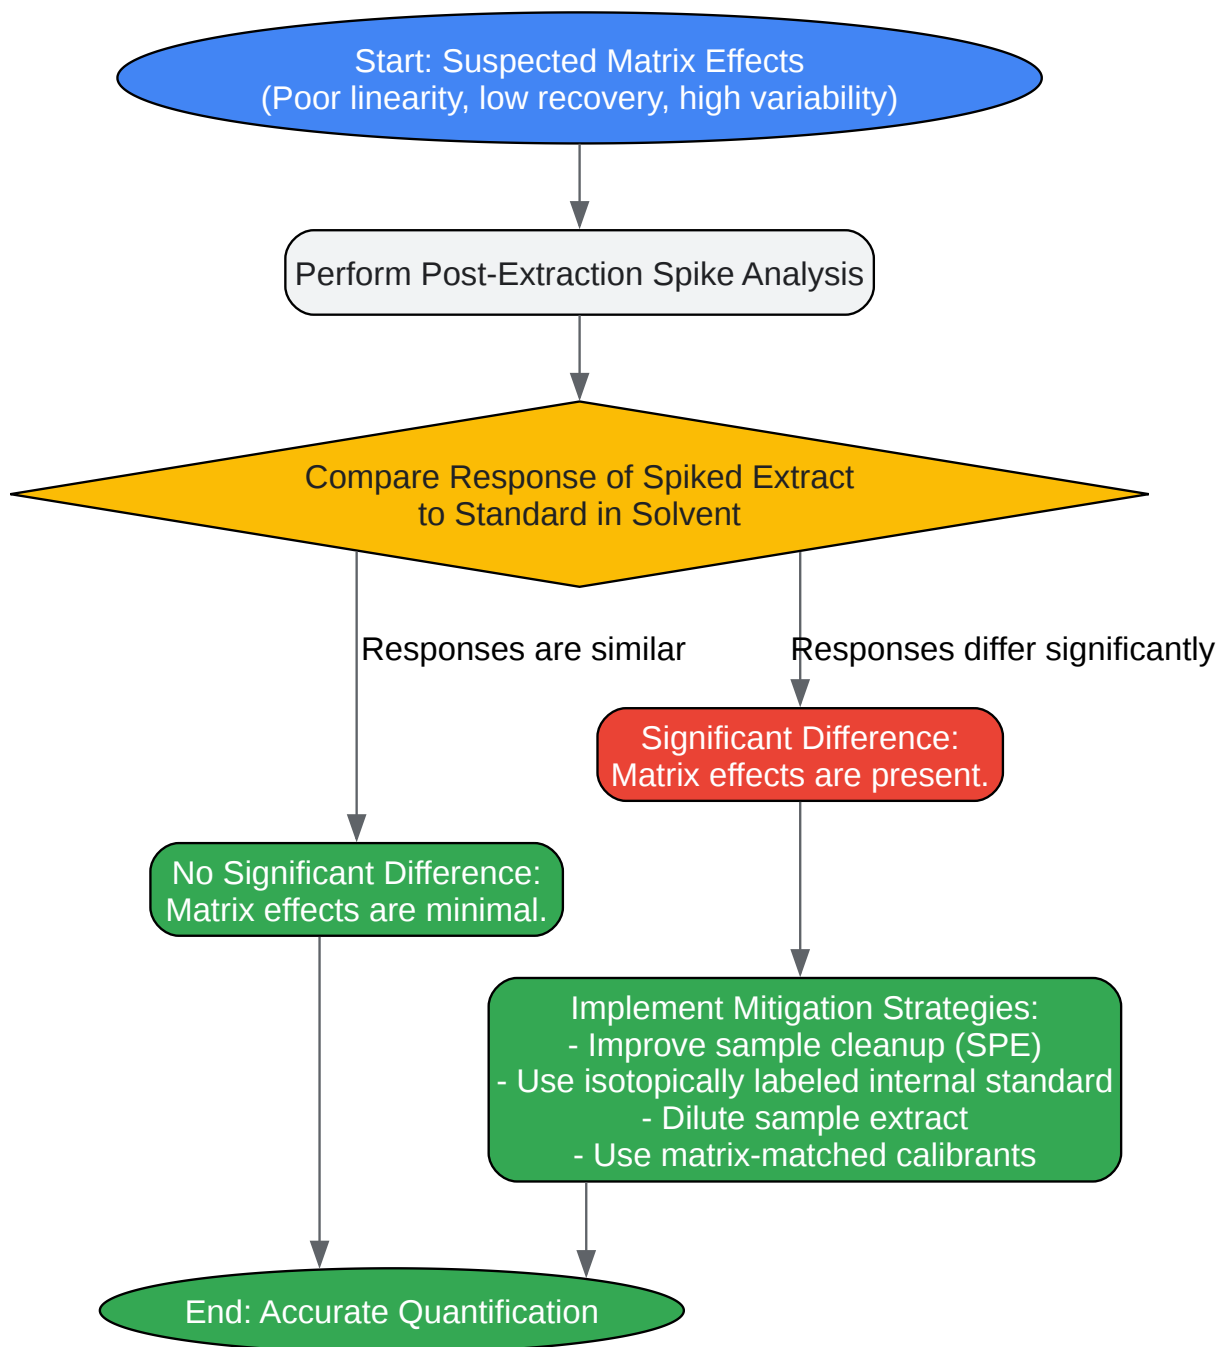 Start: Suspected Matrix Effects
(Poor linearity, low recovery, high variability)
Perform Post-Extraction Spike Analysis
Compare Response of Spiked Extract
to Standard in Solvent
Responses are similar
Responses differ significantly
Significant Difference:
Matrix effects are present.
No Significant Difference:
Matrix effects are minimal.
Implement Mitigation Strategies:
- Improve sample cleanup (SPE)
- Use isotopically labeled internal standard
- Dilute sample extract
- Use matrix-matched calibrants
End: Accurate Quantification